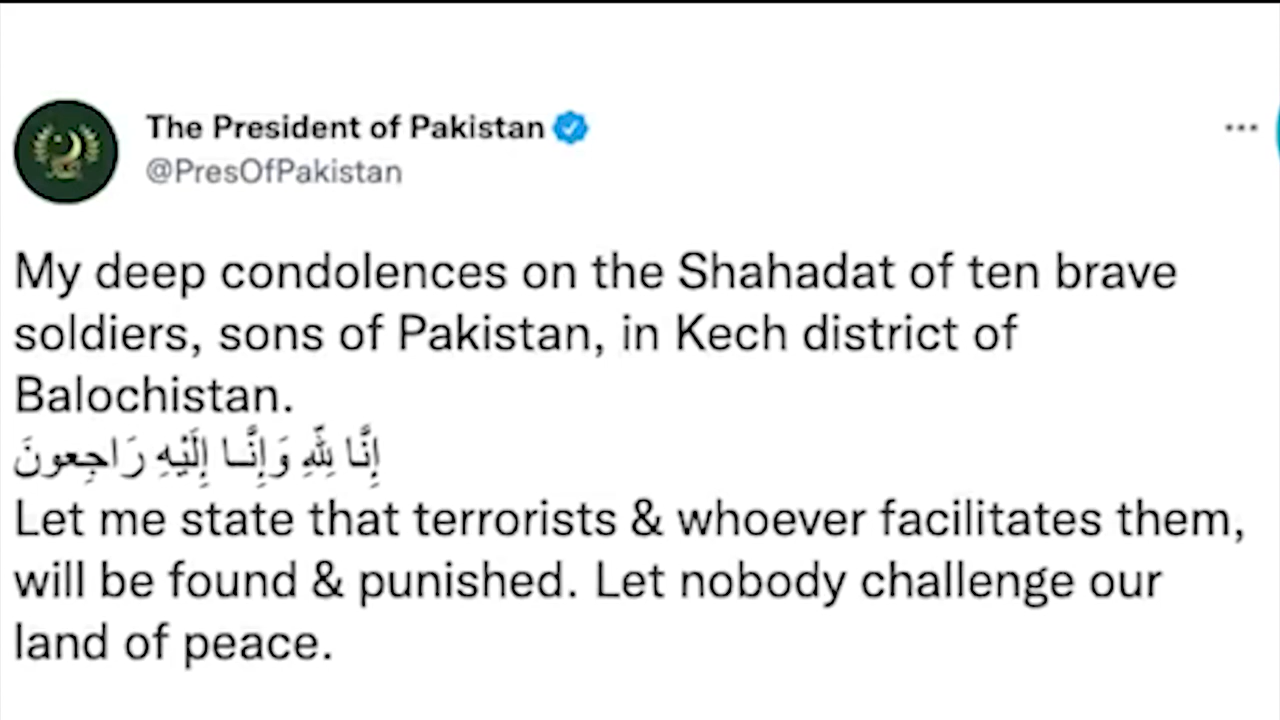 The President of Pakistan
@PresOfPakistan
My deep condolences on the Shahadat of ten brave
soldiers, sons of Pakistan, in Kech district of
Balochistan.
إِنَّا لِلَّهِ وَإِنَّــا إِلَيْهِ رَاجِعونَ
Let me state that terrorists & whoever facilitates them,
will be found & punished. Let nobody challenge our
land of peace.